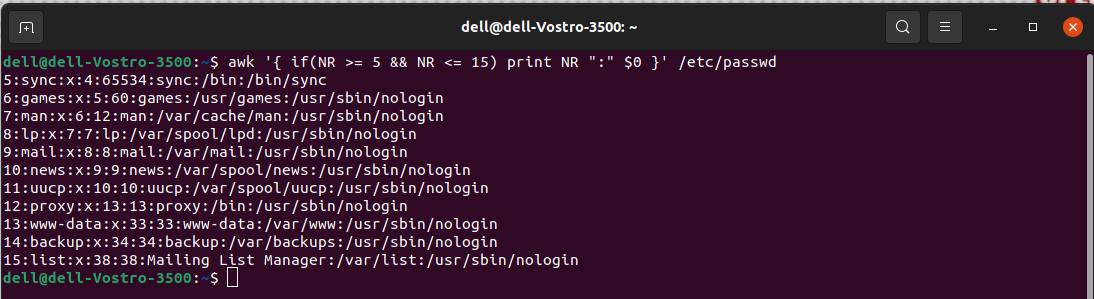 dell@dell-Vostro-3500: ~
dell@dell-Vostro-3500:~$ awk '{ if(NR >= 5 && NR <= 15) print NR ":" $0 }' /etc/passwd
5:sync:x:4:65534:sync:/bin:/bin/sync
6:games:x:5:60:games:/usr/games:/usr/sbin/nologin
7:man:x:6:12:man:/var/cache/man:/usr/sbin/nologin
8:lp:x:7:7:lp:/var/spool/lpd:/usr/sbin/nologin
9:mail:x:8:8:mail:/var/mail:/usr/sbin/nologin
10:news:x:9:9:news:/var/spool/news:/usr/sbin/nologin
11:uucp:x:10:10:uucp:/var/spool/uucp:/usr/sbin/nologin
12:proxy:x:13:13:proxy:/bin:/usr/sbin/nologin
13:www-data:x:33:33:www-data:/var/www:/usr/sbin/nologin
14:backup:x:34:34:backup:/var/backups:/usr/sbin/nologin
15:list:x:38:38:Mailing List Manager:/var/list:/usr/sbin/nologin
dell@dell-Vostro-3500:~$